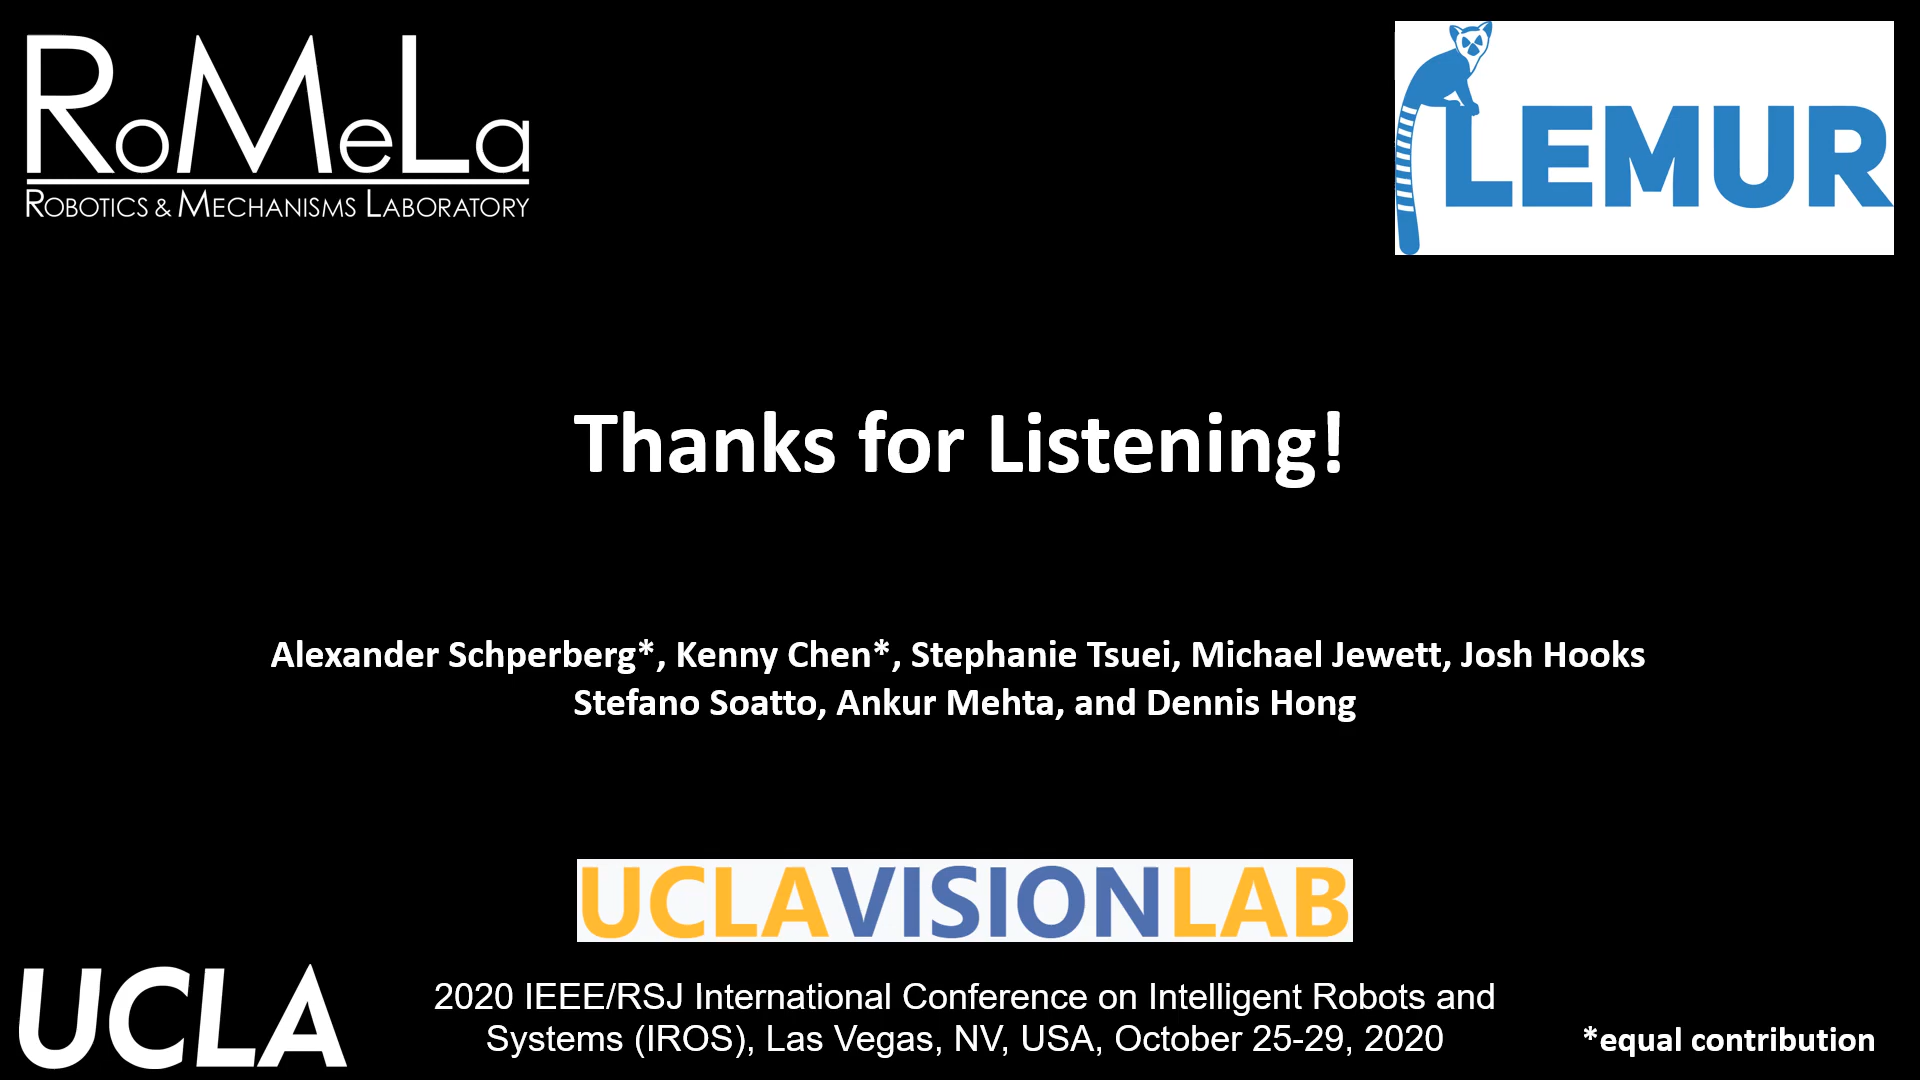 RoMeLa
ROBOTICS & MECHANISMS LABORATORY
LEMUR
Thanks for Listening!
Alexander Schperberg*, Kenny Chen*, Stephanie Tsuei, Michael Jewett, Josh Hooks
Stefano Soatto, Ankur Mehta, and Dennis Hong
UCLAVISIONLAB
UCLA
2020 IEEE/RSJ International Conference on Intelligent Robots and
Systems (IROS), Las Vegas, NV, USA, October 25-29, 2020
*equal contribution